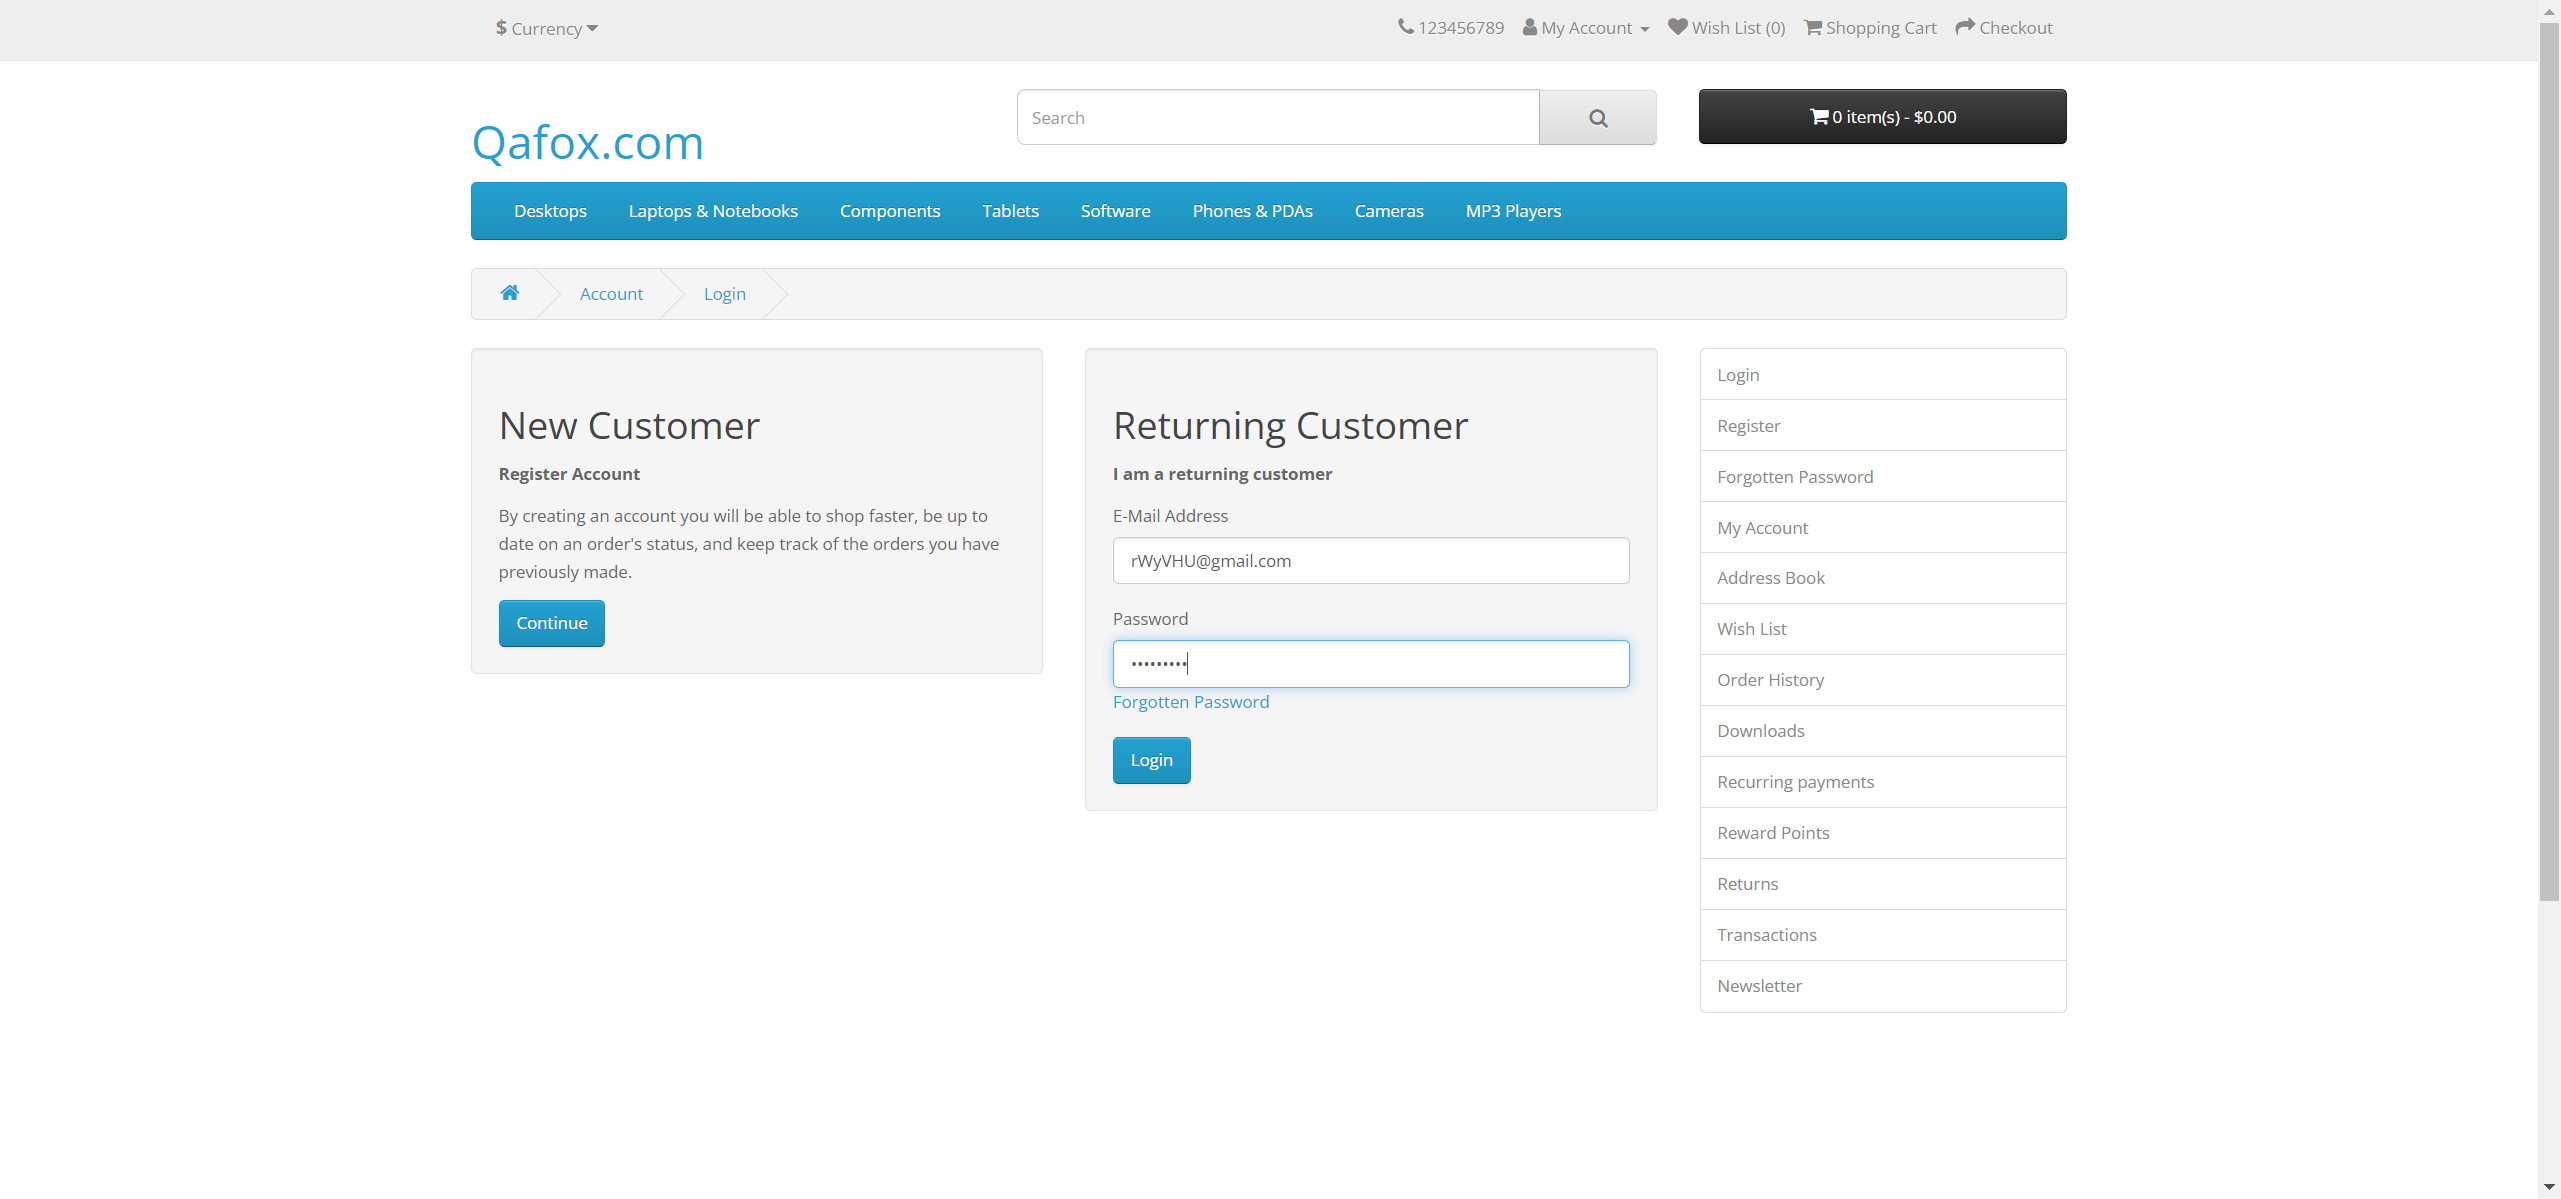 $ Currency
123456789 My Account Wish List (0) Shopping Cart Checkout
Qafox.com
Search
0 item(s) - $0.00
Desktops Laptops & Notebooks Components Tablets Software Phones & PDAs Cameras MP3 Players
Account Login
New Customer
Register Account
By creating an account you will be able to shop faster, be up to
date on an order's status, and keep track of the orders you have
previously made.
Continue
Returning Customer
I am a returning customer
E-Mail Address
rWyVHU@gmail.com
Password
•••••••••
Forgotten Password
Login
Login
Register
Forgotten Password
My Account
Address Book
Wish List
Order History
Downloads
Recurring payments
Reward Points
Returns
Transactions
Newsletter